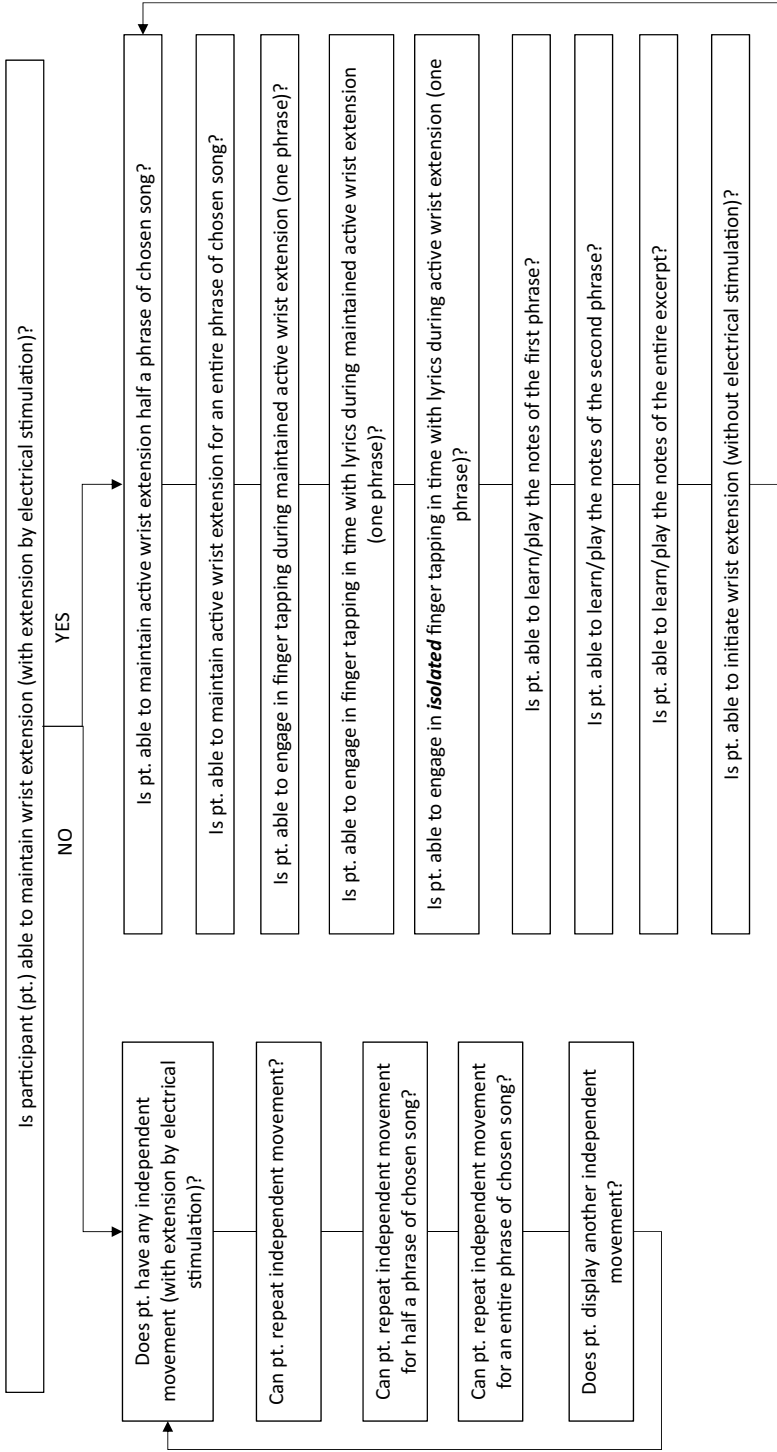 Is participant (pt.) able to maintain wrist extension (with extension by electrical stimulation)?
NO
YES
Does pt. have any independent
movement (with extension by electrical
stimulation)?
Can pt. repeat independent movement?
Can pt. repeat independent movement
for half a phrase of chosen song?
Can pt. repeat independent movement
for an entire phrase of chosen song?
Does pt. display another independent
movement?
Is pt. able to maintain active wrist extension half a phrase of chosen song?
Is pt. able to maintain active wrist extension for an entire phrase of chosen song?
Is pt. able to engage in finger tapping during maintained active wrist extension (one phrase)?
Is pt. able to engage in finger tapping in time with lyrics during maintained active wrist extension
(one phrase)?
Is pt. able to engage in isolated finger tapping in time with lyrics during active wrist extension (one
phrase)?
Is pt. able to learn/play the notes of the first phrase?
Is pt. able to learn/play the notes of the second phrase?
Is pt. able to learn/play the notes of the entire excerpt?
Is pt. able to initiate wrist extension (without electrical stimulation)?